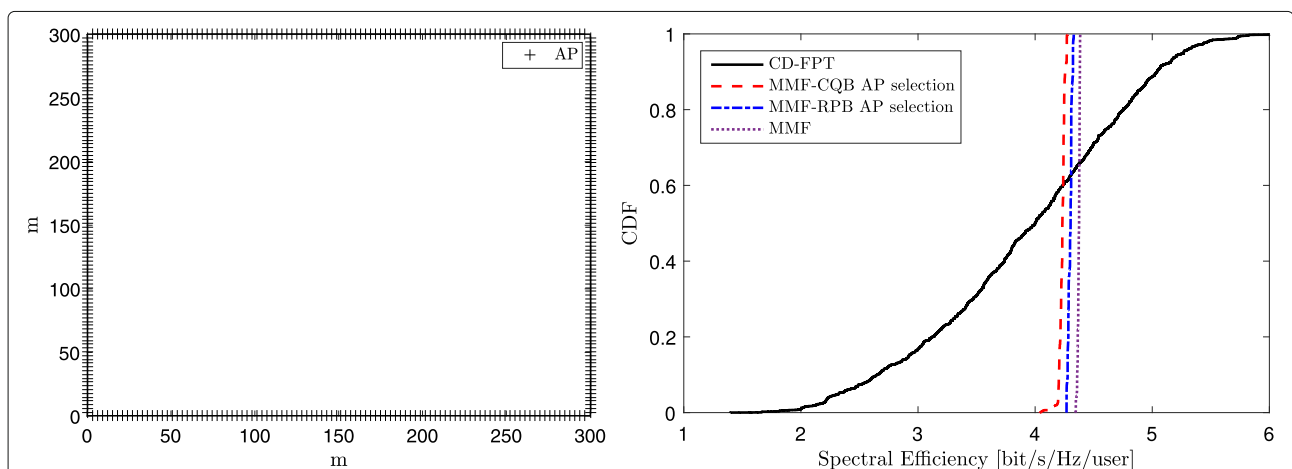 300
250
200
150
100
50
0
m
0 50 100 150 200 250 300
m
AP
1
0.8
0.6
0.4
0.2
0
CDF
CD-FPT
MMF-CQB AP selection
MMF-RPB AP selection
MMF
1 2 3 4 5 6
Spectral Efficiency [bit/s/Hz/user]